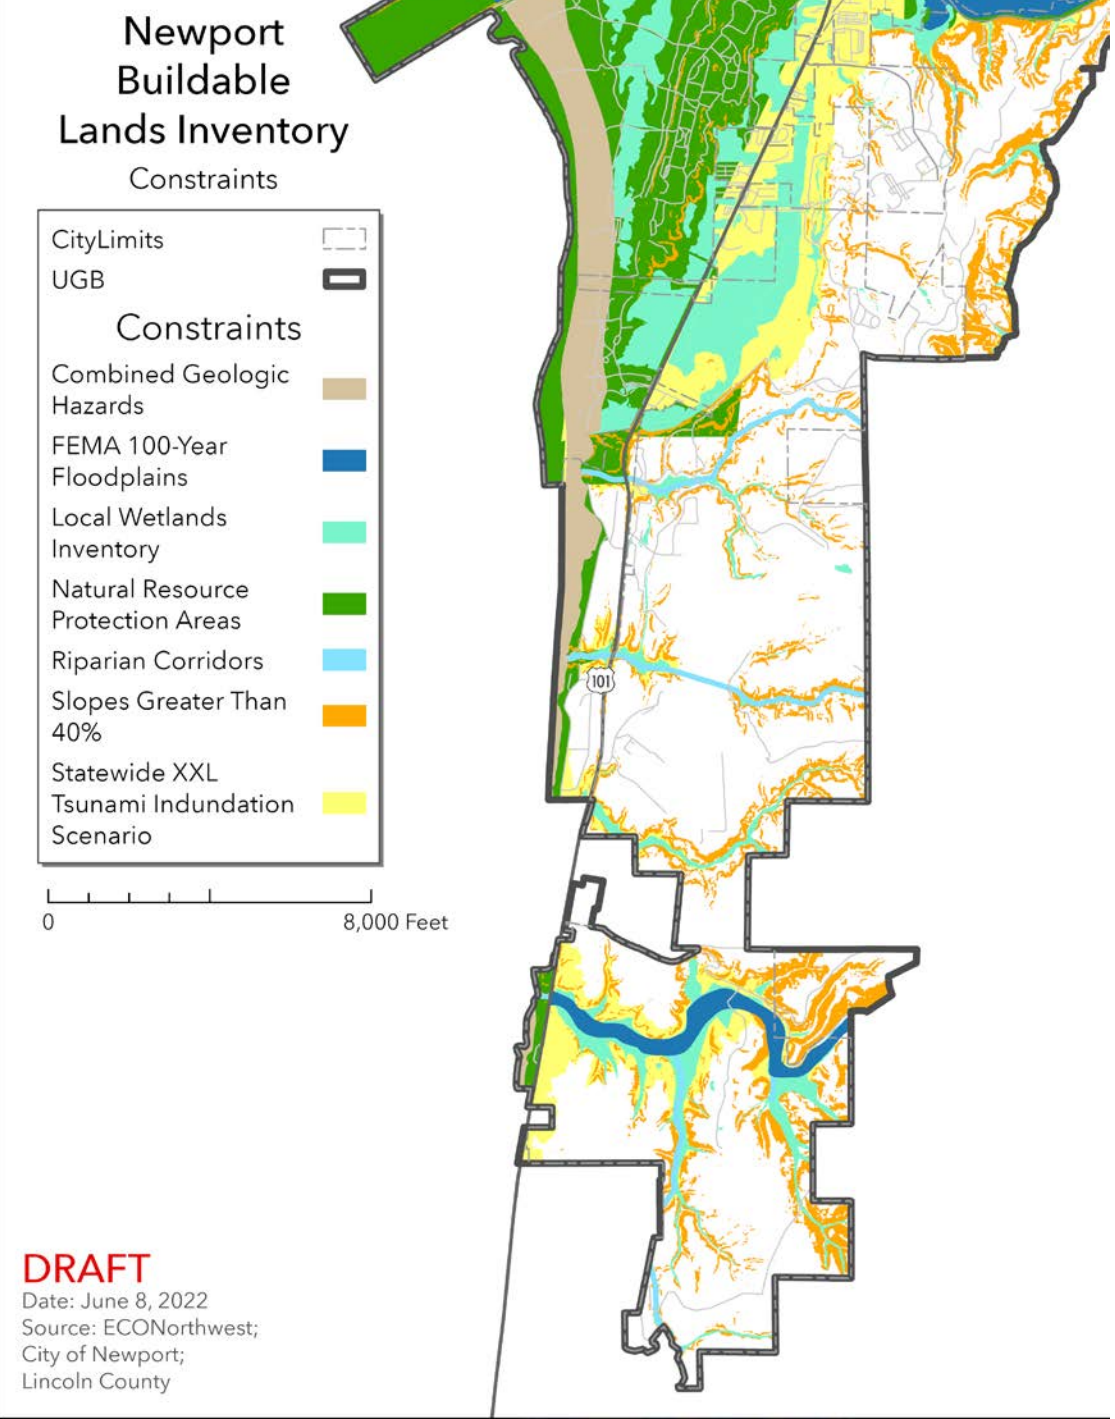 Newport
Buildable
Lands Inventory
Constraints
CityLimits
UGB
Constraints
Combined Geologic
Hazards
FEMA 100-Year
Floodplains
Local Wetlands
Inventory
Natural Resource
Protection Areas
Riparian Corridors
Slopes Greater Than
40%
Statewide XXL
Tsunami Indundation
Scenario
0 8,000 Feet
101
DRAFT
Date: June 8, 2022
Source: ECONorthwest;
City of Newport;
Lincoln County